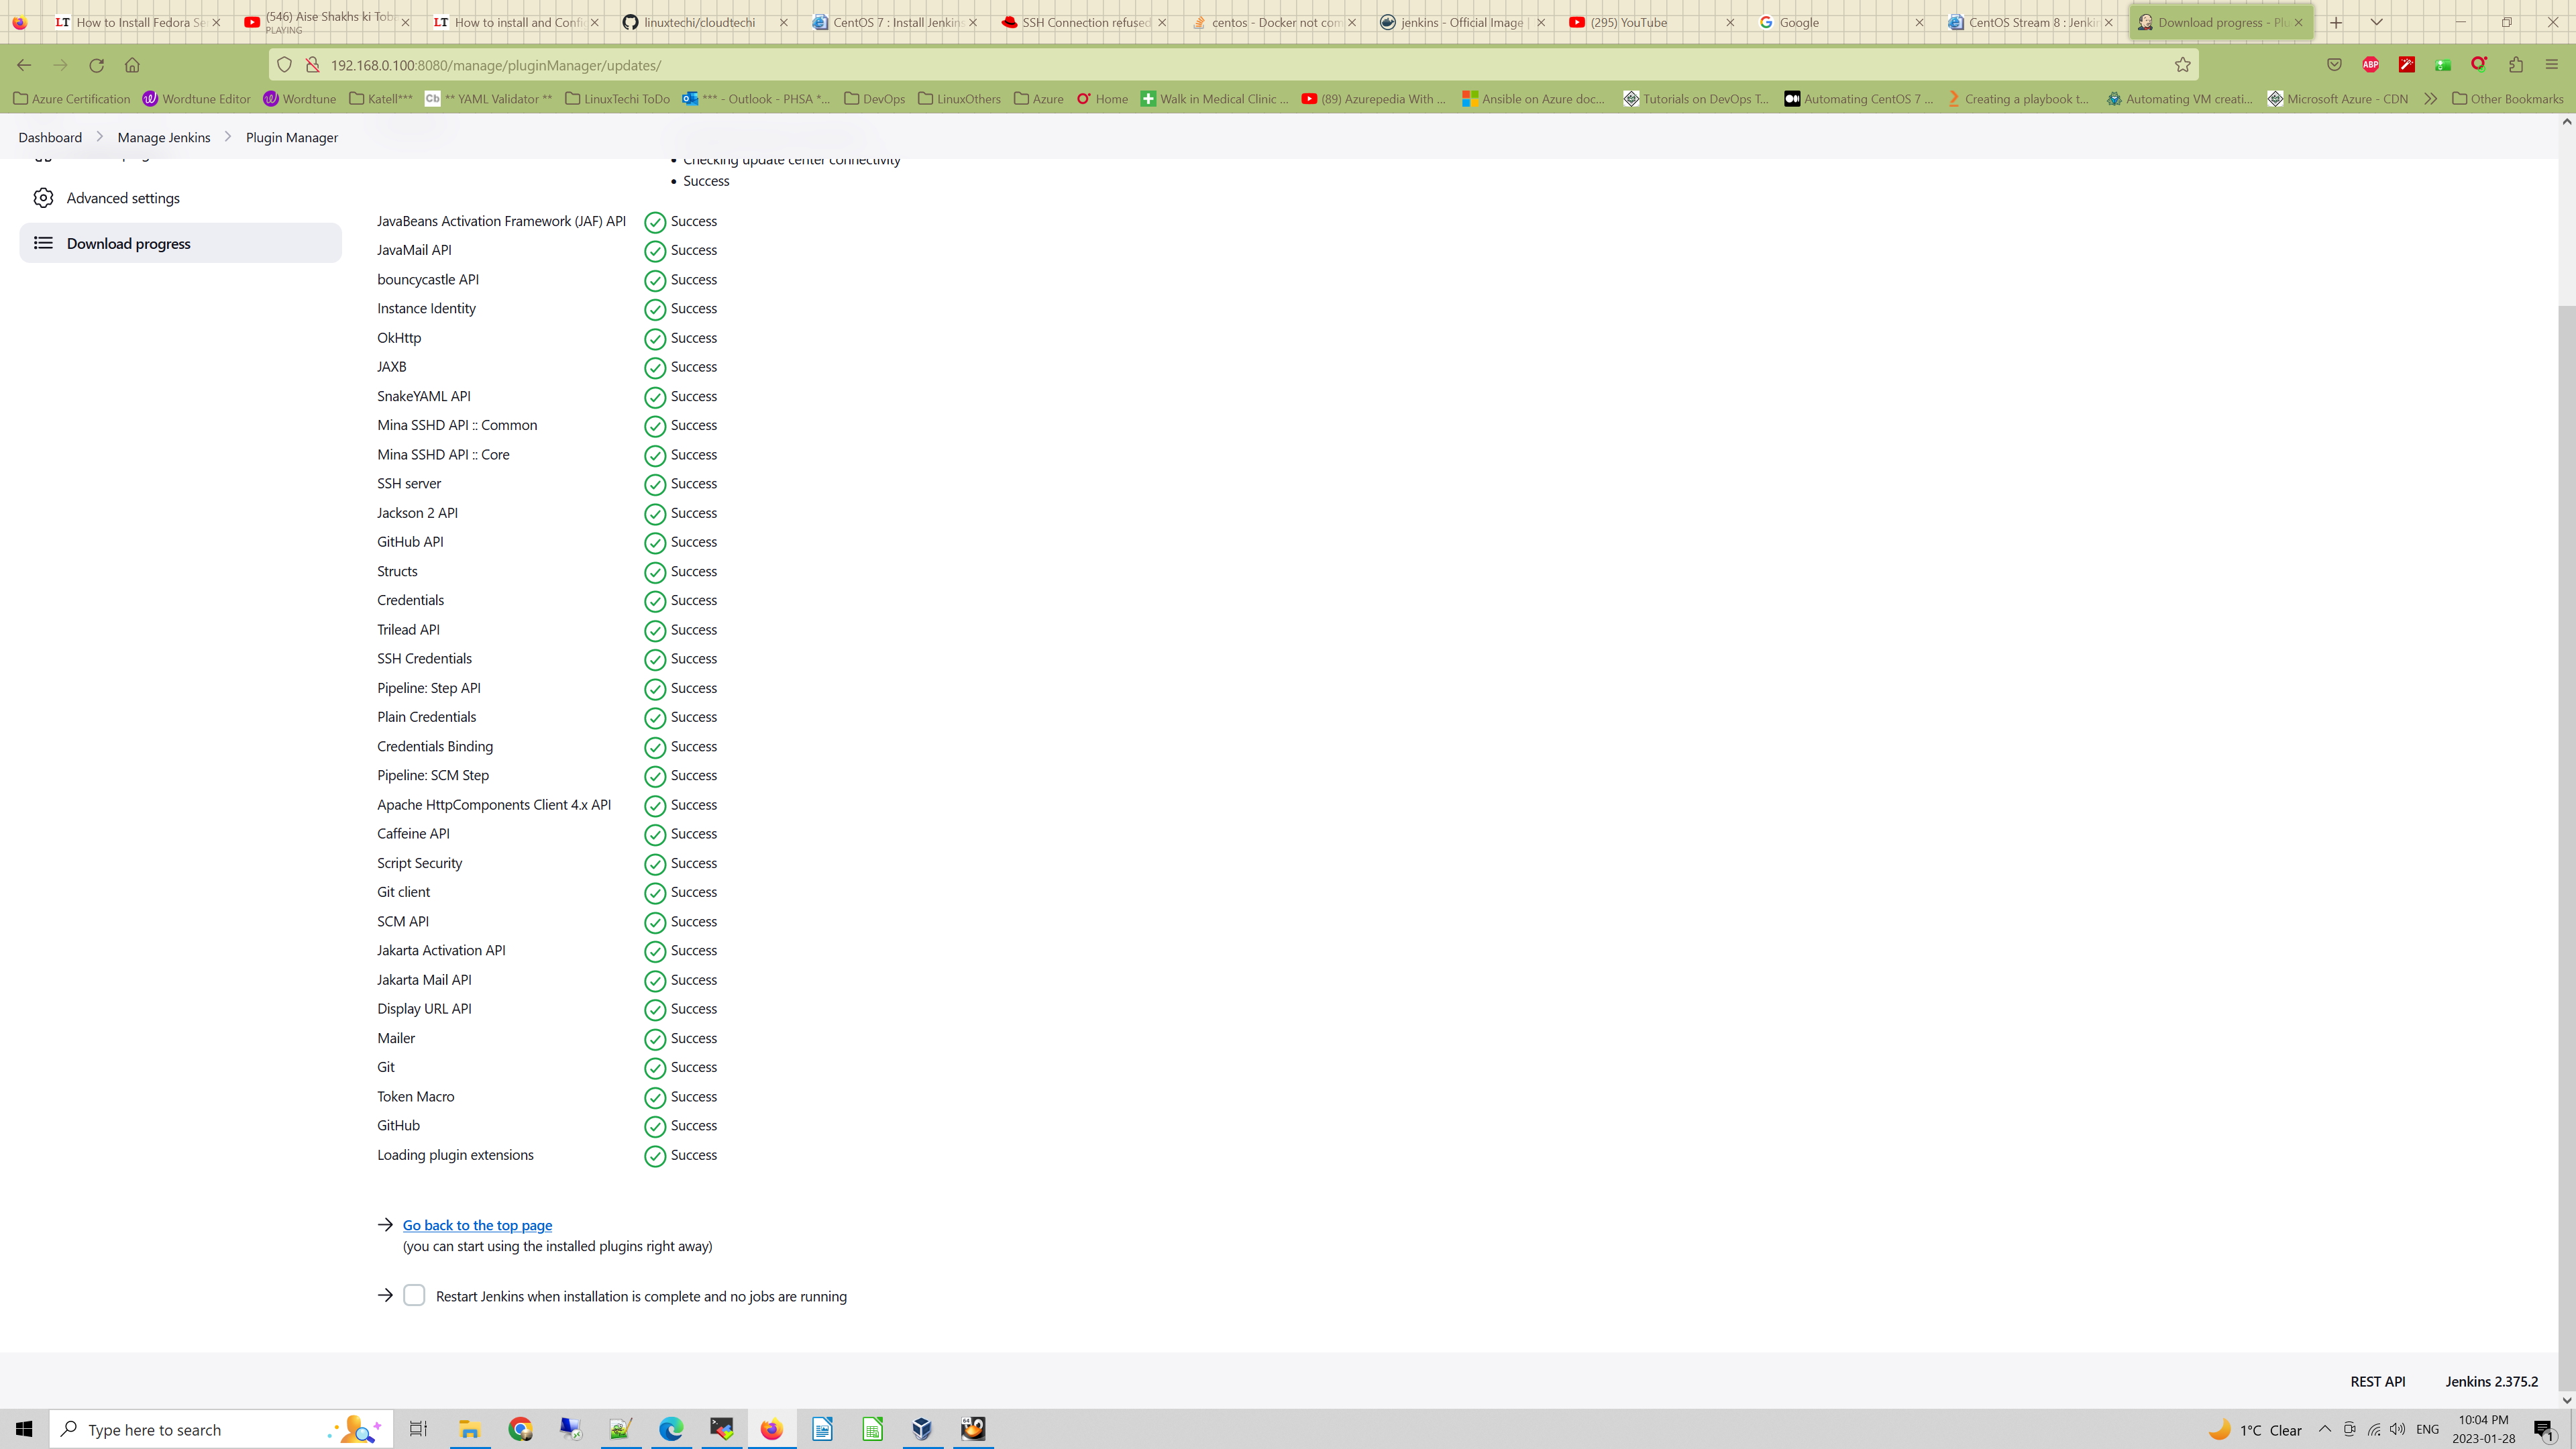 How to Install Fedora Se
(546) Aise Shakhs ki Tob
PLAYING
How to install and Config
linuxtechi/cloudtechi
CentOS 7 : Install Jenkins
SSH Connection refused
centos - Docker not com
jenkins - Official Image |
(295) YouTube
Google
CentOS Stream 8 : Jenki
Download progress - Plu
192.168.0.100:8080/manage/pluginManager/updates/
ABP
Azure Certification
Wordtune Editor
Wordtune
Katell***
** YAML Validator **
LinuxTechi ToDo
*** - Outlook - PHSA *...
DevOps
LinuxOthers
Azure
Home
Walk in Medical Clinic ...
(89) Azurepedia With ...
Ansible on Azure doc...
Tutorials on DevOps T...
Automating CentOS 7 ...
Creating a playbook t...
Automating VM creati...
Microsoft Azure - CDN
Other Bookmarks
Dashboard
Manage Jenkins
Plugin Manager
Checking update center connectivity
Success
Advanced settings
Download progress
JavaBeans Activation Framework (JAF) API Success
JavaMail API Success
bouncycastle API Success
Instance Identity Success
OkHttp Success
JAXB Success
SnakeYAML API Success
Mina SSHD API :: Common Success
Mina SSHD API :: Core Success
SSH server Success
Jackson 2 API Success
GitHub API Success
Structs Success
Credentials Success
Trilead API Success
SSH Credentials Success
Pipeline: Step API Success
Plain Credentials Success
Credentials Binding Success
Pipeline: SCM Step Success
Apache HttpComponents Client 4.x API Success
Caffeine API Success
Script Security Success
Git client Success
SCM API Success
Jakarta Activation API Success
Jakarta Mail API Success
Display URL API Success
Mailer Success
Git Success
Token Macro Success
GitHub Success
Loading plugin extensions Success
Go back to the top page
(you can start using the installed plugins right away)
Restart Jenkins when installation is complete and no jobs are running
REST API
Jenkins 2.375.2
Type here to search
1°C Clear
ENG
10:04 PM
2023-01-28
1